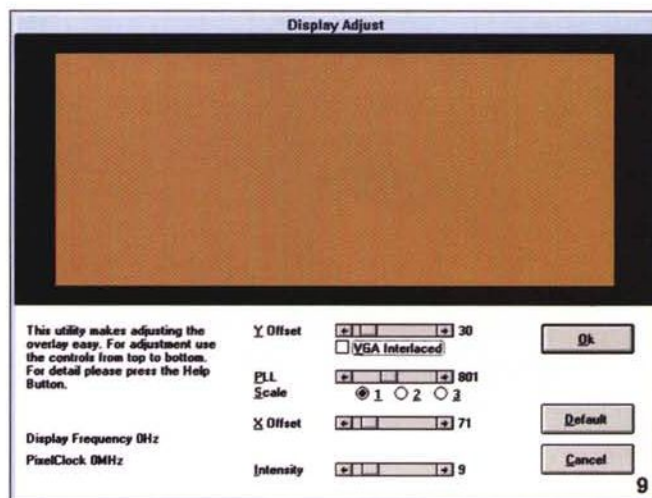 Display Adjust
This utility makes adjusting the
overlay easy. For adjustment use
the controls from top to bottom.
For detail please press the Help
Button.
Display Frequency 0Hz
PixelClock 0MHz
Y Offset 30
VGA Interlaced
PLL 801
Scale 1 2 3
X Offset 71
Intensity 9
Ok
Default
Cancel
9